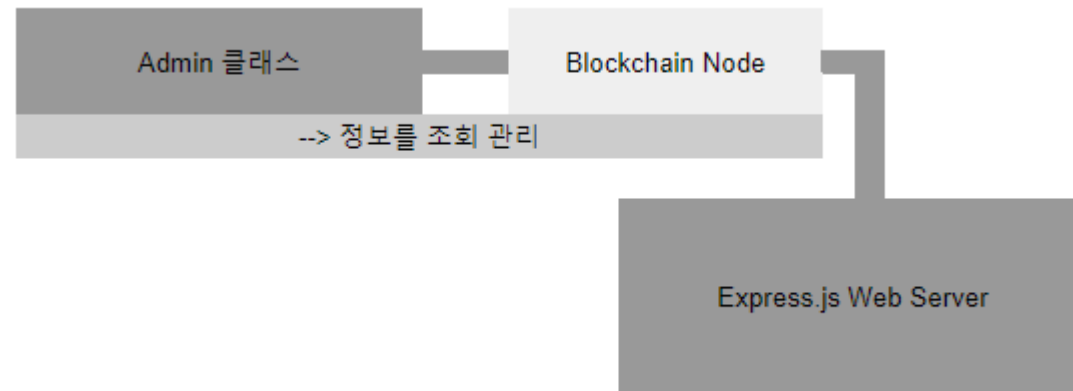 Admin 클래스
Blockchain Node
--> 정보를 조회 관리
Express.js Web Server